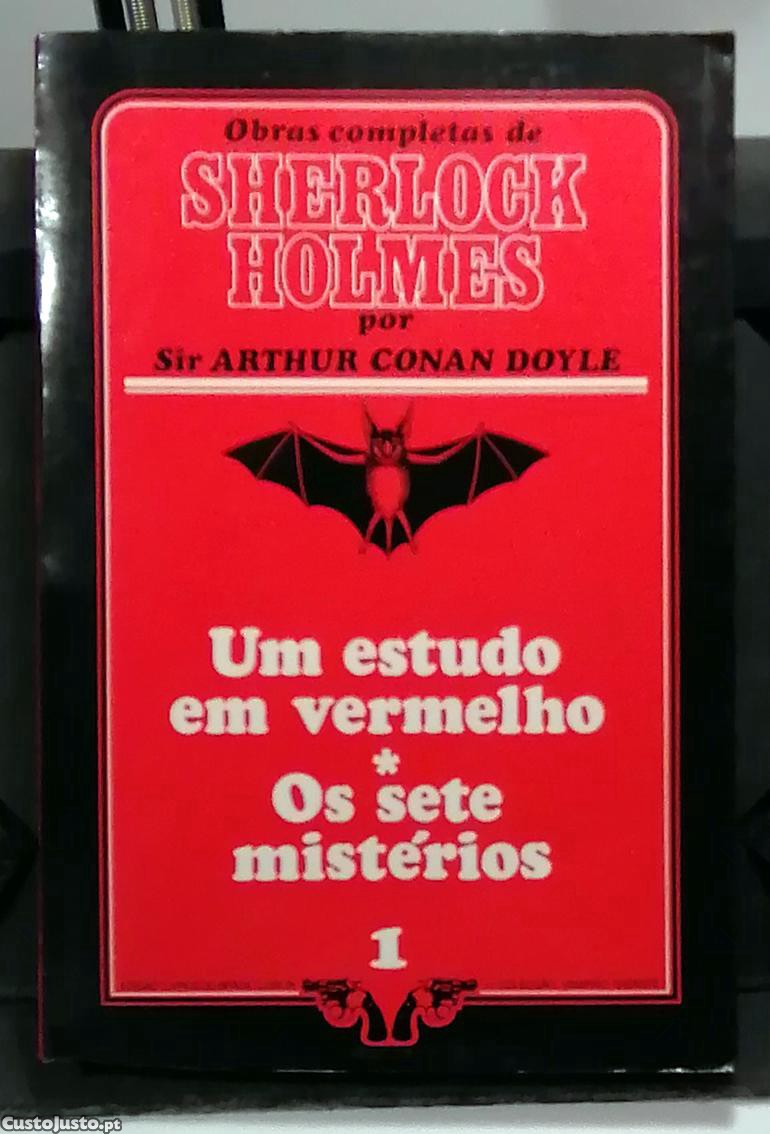 Obras completas de
SHERLOCK
HOLMES
por
Sir ARTHUR CONAN DOYLE
Um estudo
em vermelho
*
Os sete
mistérios
1
CustoJusto.pt